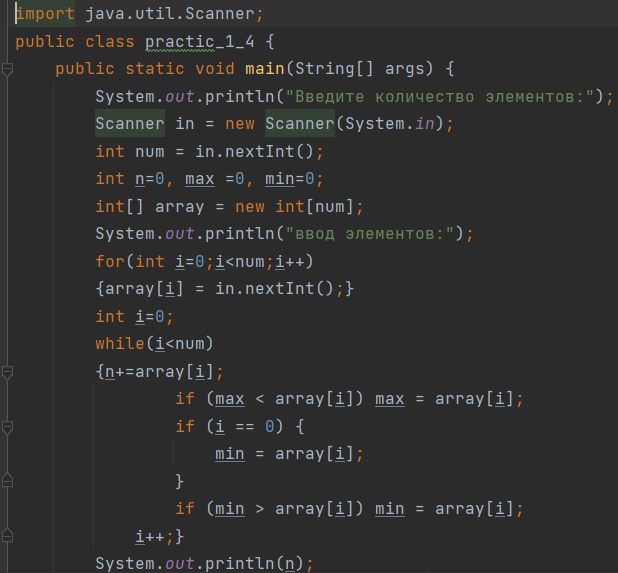 import java.util.Scanner;
public class practic_1_4 {
    public static void main(String[] args) {
        System.out.println("Введите количество элементов:");
        Scanner in = new Scanner(System.in);
        int num = in.nextInt();
        int n=0, max =0, min=0;
        int[] array = new int[num];
        System.out.println("ввод элементов:");
        for(int i=0;i<num;i++)
        {array[i] = in.nextInt();}
        int i=0;
        while(i<num)
        {n+=array[i];
                if (max < array[i]) max = array[i];
                if (i == 0) {
                    min = array[i];
                }
                if (min > array[i]) min = array[i];
            i++;}
        System.out.println(n);